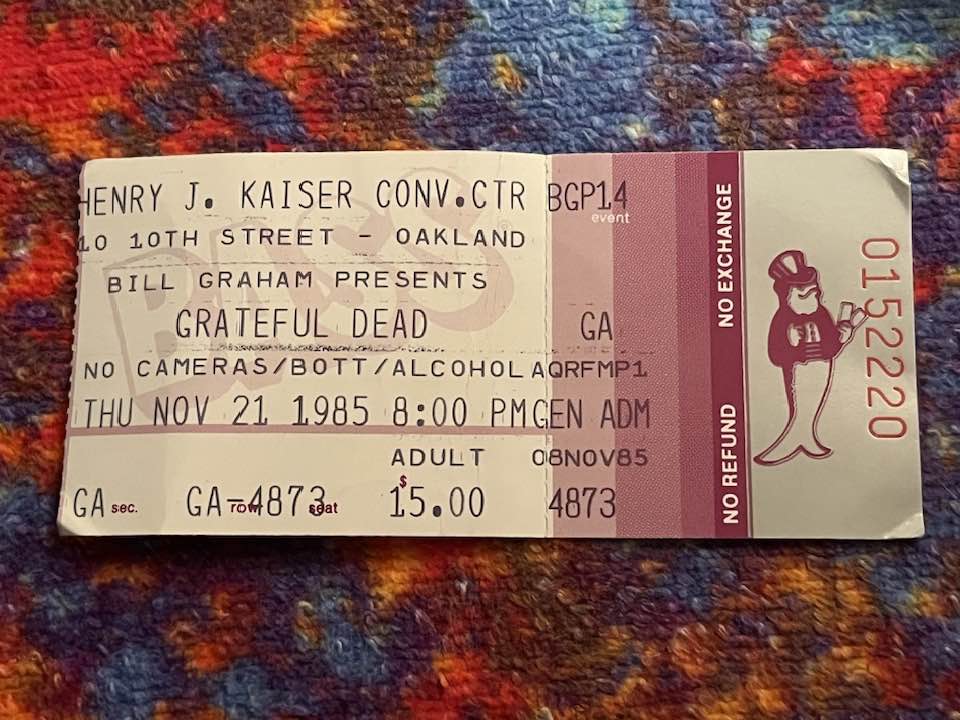 HENRY J. KAISER CONV.CTR BGP14
event
10 10TH STREET - OAKLAND
BILL GRAHAM PRESENTS
GRATEFUL DEAD GA
NO CAMERAS/BOTT/ALCOHOL AQRFMP1
THU NOV 21 1985 8:00 PM GEN ADM
ADULT 08NOV85
GA sec. GA-4873 row seat $15.00 4873
BASS
NO REFUND NO EXCHANGE
015220